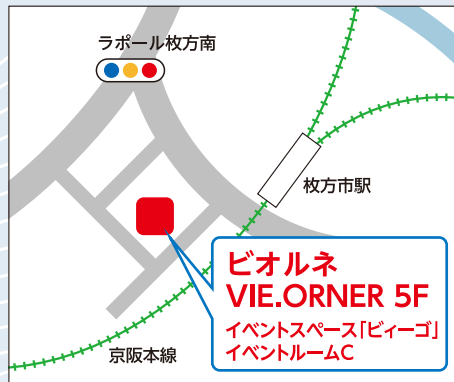 ラポール枚方南
枚方市駅
ビオルネ
VIE.ORNER 5F
イベントスペース「ビィーゴ」
イベントルームC
京阪本線